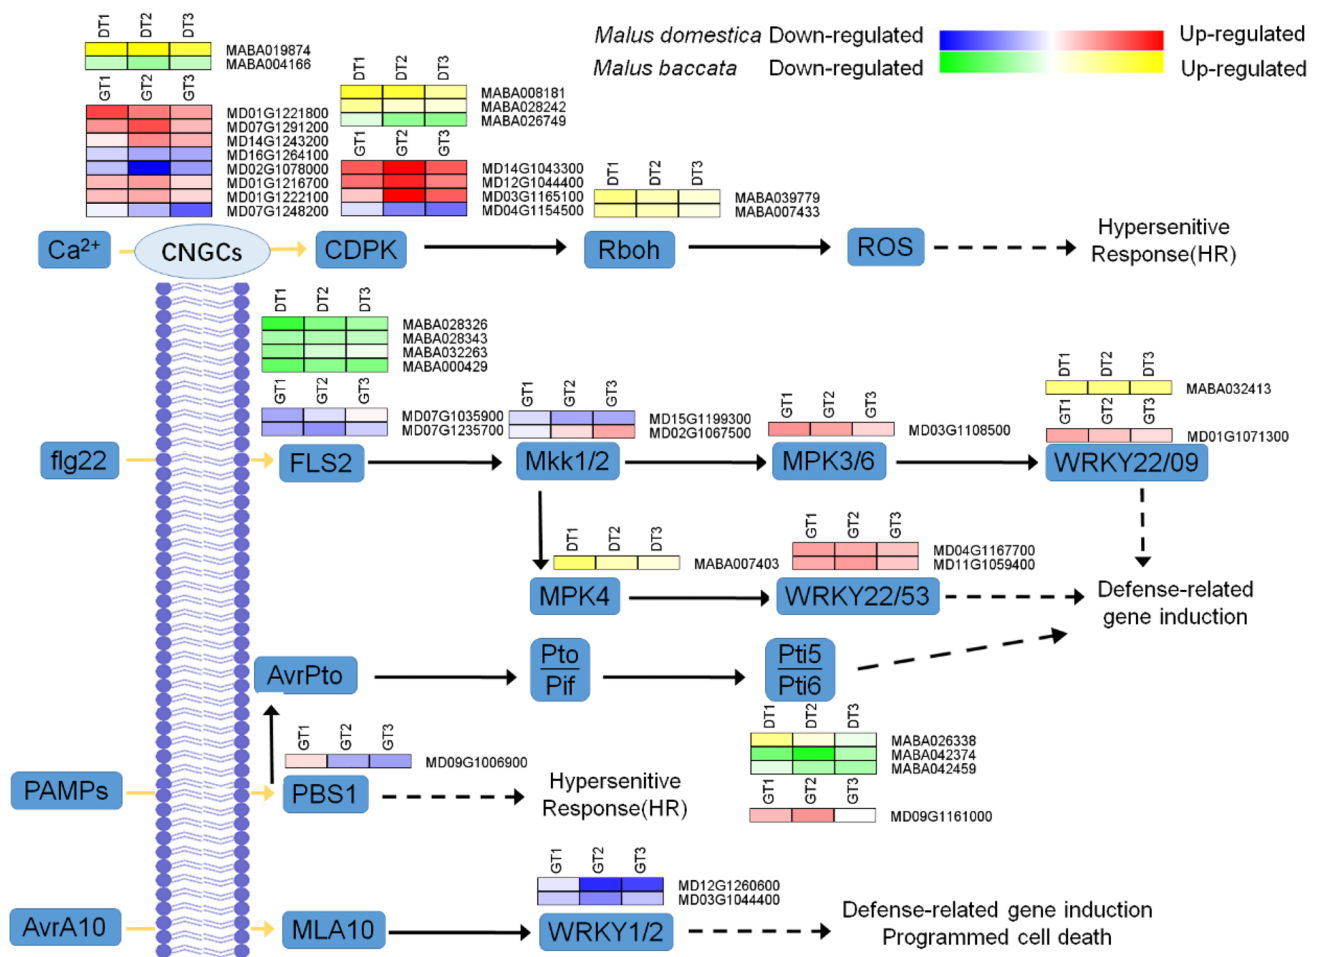 Malus domestica Down-regulated Up-regulated
Malus baccata Down-regulated Up-regulated
DT1 DT2 DT3
MABA019874
MABA004166
GT1 GT2 GT3
MD01G1221800
MD07G1291200
MD14G1243200
MD16G1264100
MD02G1078000
MD01G1216700
MD01G1222100
MD07G1248200
DT1 DT2 DT3
MABA008181
MABA028242
MABA026749
GT1 GT2 GT3
MD14G1043300
MD12G1044400
MD03G1165100
MD04G1154500
DT1 DT2 DT3
MABA039779
MABA007433
Ca2+ CNGCs CDPK Rboh ROS
Hypersenitive
Response(HR)
DT1 DT2 DT3
MABA028326
MABA028343
MABA032263
MABA000429
GT1 GT2 GT3
MD07G1035900
MD07G1235700
GT1 GT2 GT3
MD15G1199300
MD02G1067500
GT1 GT2 GT3
MD03G1108500
DT1 DT2 DT3
MABA032413
GT1 GT2 GT3
MD01G1071300
flg22 FLS2 Mkk1/2 MPK3/6 WRKY22/09
DT1 DT2 DT3
MABA007403
GT1 GT2 GT3
MD04G1167700
MD11G1059400
MPK4 WRKY22/53
Defense-related
gene induction
AvrPto
Pto
Pif
Pti5
Pti6
DT1 DT2 DT3
MABA026338
MABA042374
MABA042459
GT1 GT2 GT3
MD09G1161000
GT1 GT2 GT3
MD09G1006900
PAMPs PBS1
Hypersenitive
Response(HR)
GT1 GT2 GT3
MD12G1260600
MD03G1044400
AvrA10 MLA10 WRKY1/2
Defense-related gene induction
Programmed cell death